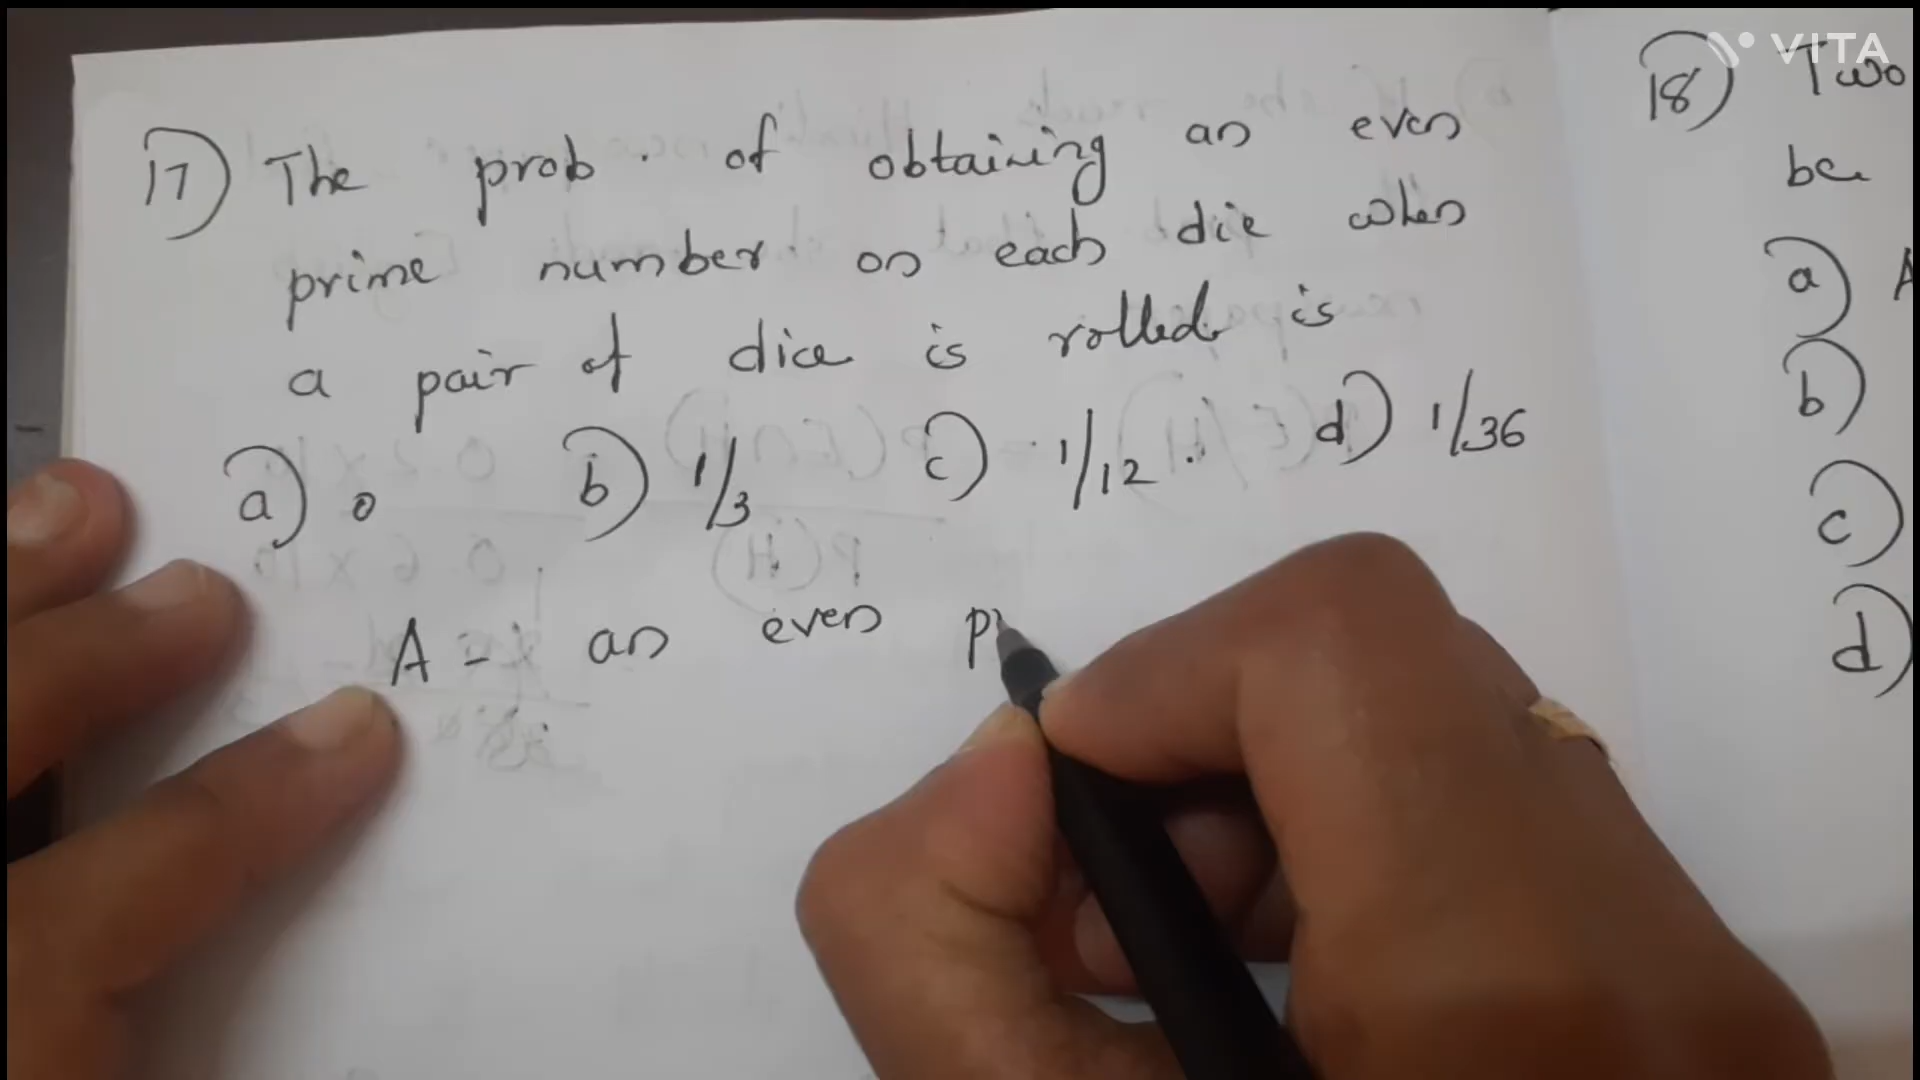 VITA
17) The prob. of obtaining an even
prime number on each die when
a pair of dice is rolled is
a) 0 b) 1/3 c) 1/12. d) 1/36
A = an even pr
18) Two
be
a) A
b)
c)
d)